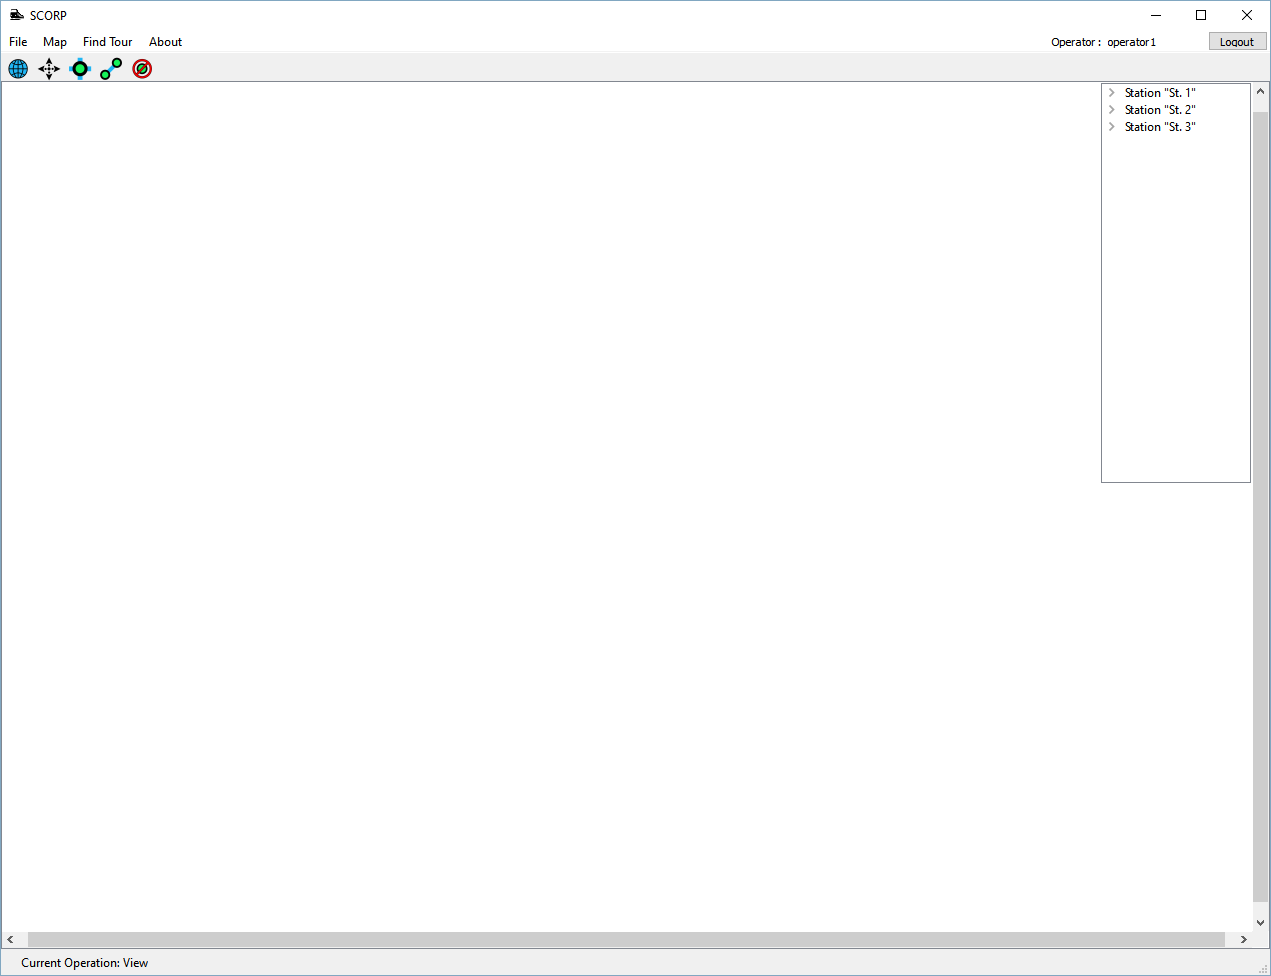 SCORP
File Map Find Tour About Operator : operator1 Logout
Station "St. 1"
Station "St. 2"
Station "St. 3"
Current Operation: View